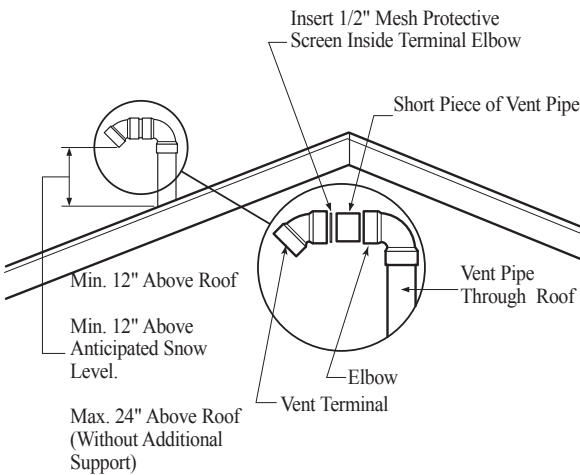 Insert 1/2" Mesh Protective
Screen Inside Terminal Elbow
Short Piece of Vent Pipe
Vent Pipe
Through Roof
Elbow
Vent Terminal
Min. 12" Above Roof
Min. 12" Above
Anticipated Snow
Level.
Max. 24" Above Roof
(Without Additional
Support)